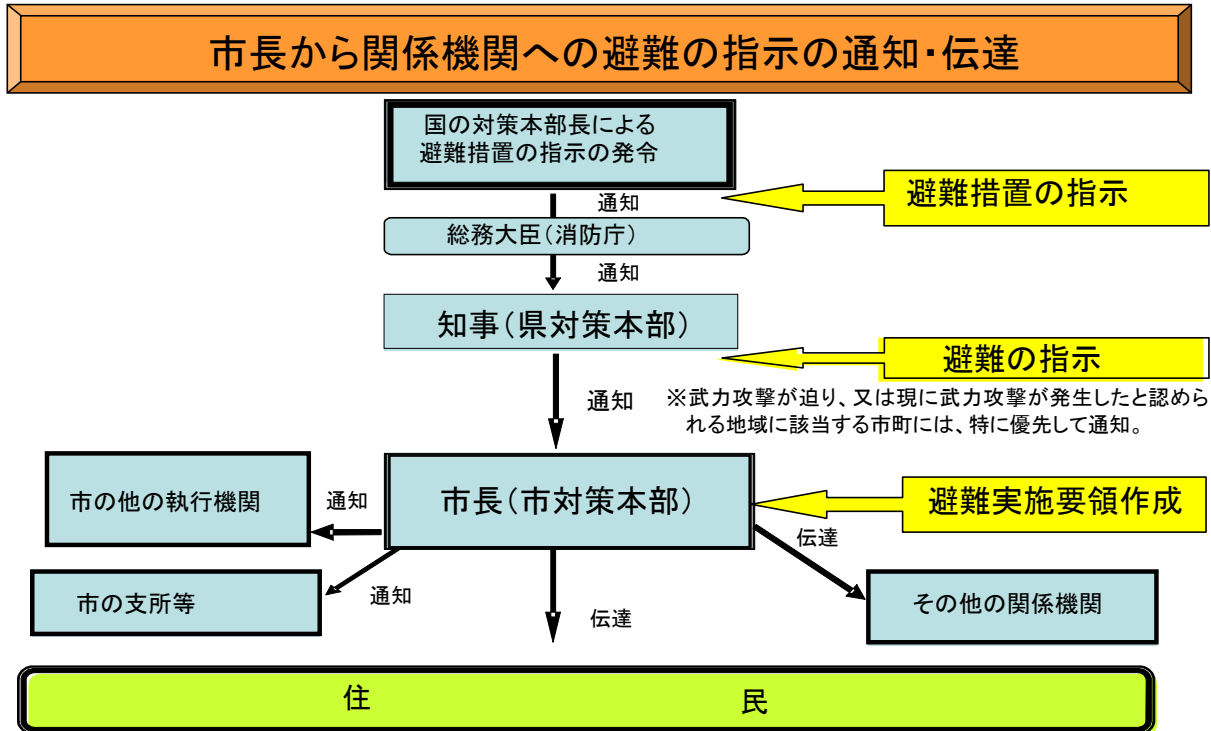 市長から関係機関への避難の指示の通知・伝達
国の対策本部長による
避難措置の指示の発令
避難措置の指示
通知
総務大臣(消防庁)
通知
知事(県対策本部)
避難の指示
通知
※武力攻撃が迫り、又は現に武力攻撃が発生したと認めら
れる地域に該当する市町には、特に優先して通知。
市の他の執行機関
通知
市長(市対策本部)
避難実施要領作成
伝達
市の支所等
通知
伝達
その他の関係機関
住民